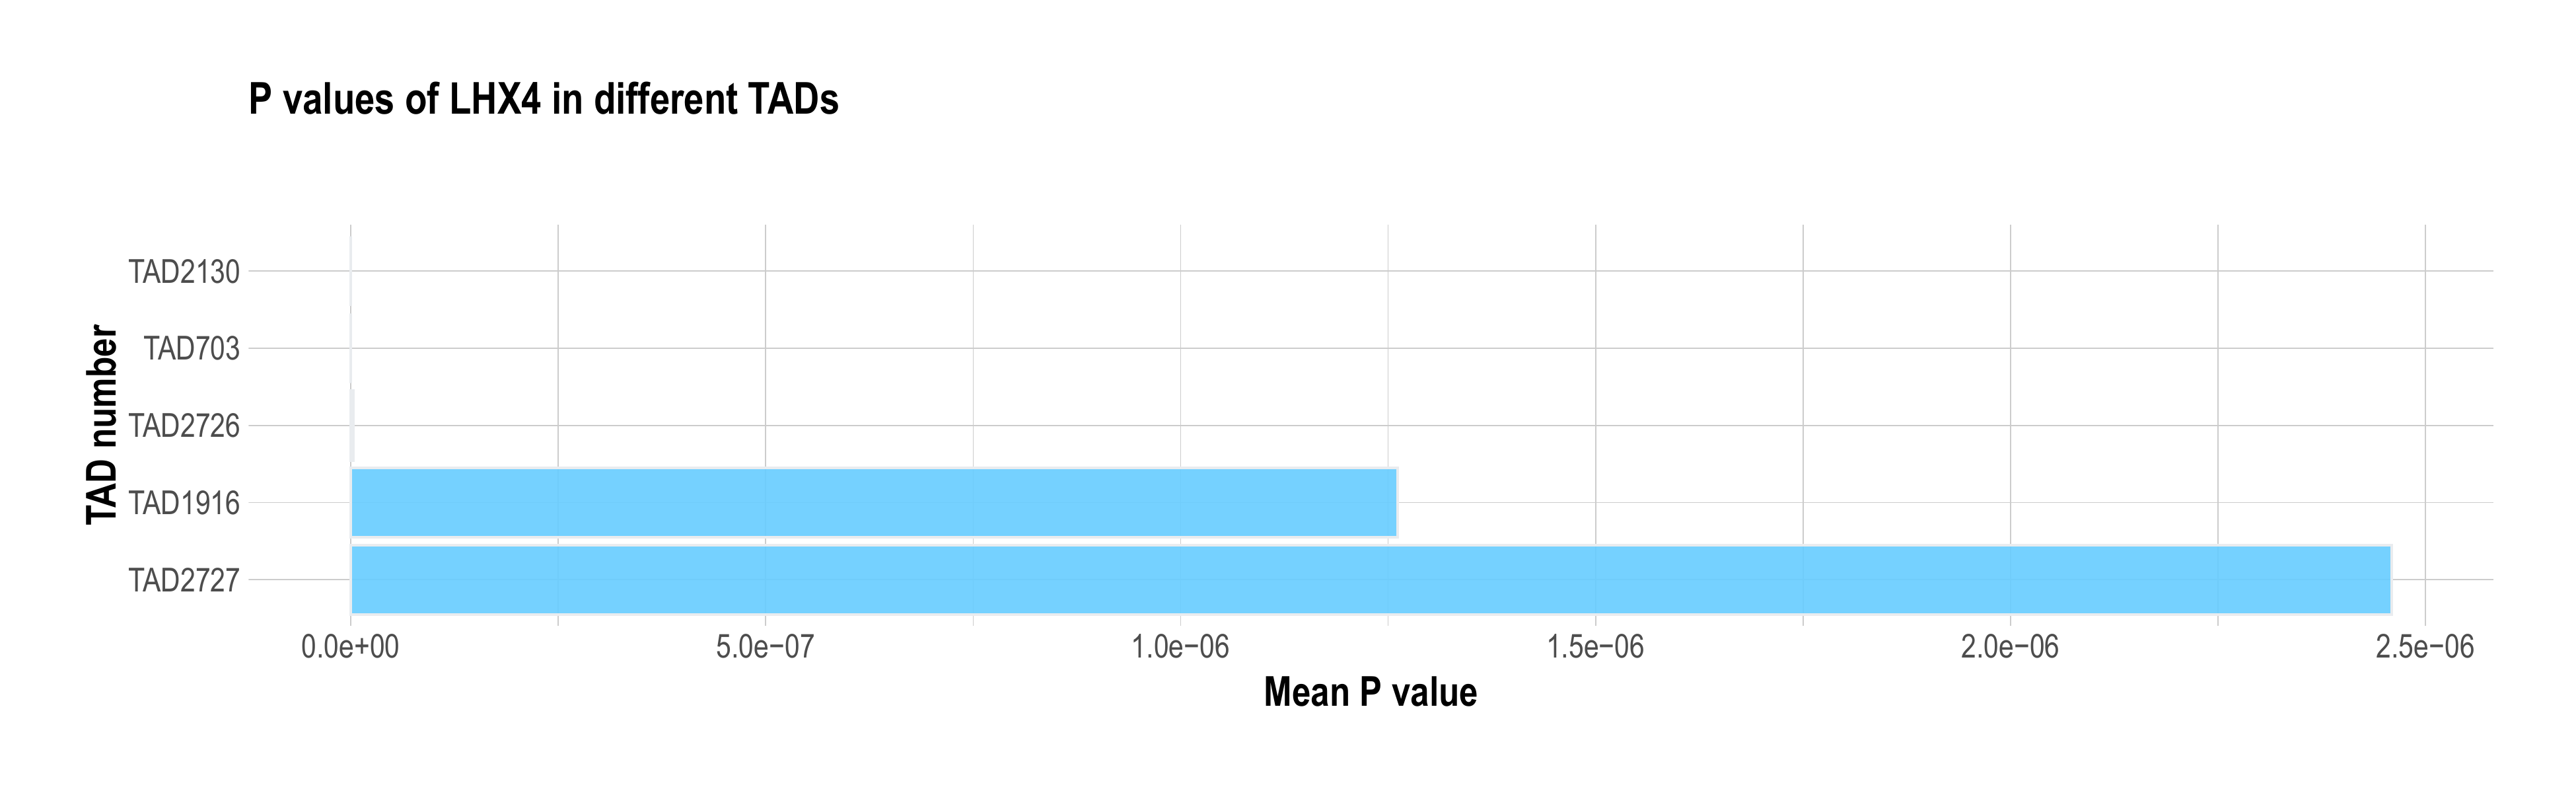 P values of LHX4 in different TADs
TAD number
TAD2130
TAD703
TAD2726
TAD1916
TAD2727
0.0e+00 5.0e−07 1.0e−06 1.5e−06 2.0e−06 2.5e−06
Mean P value